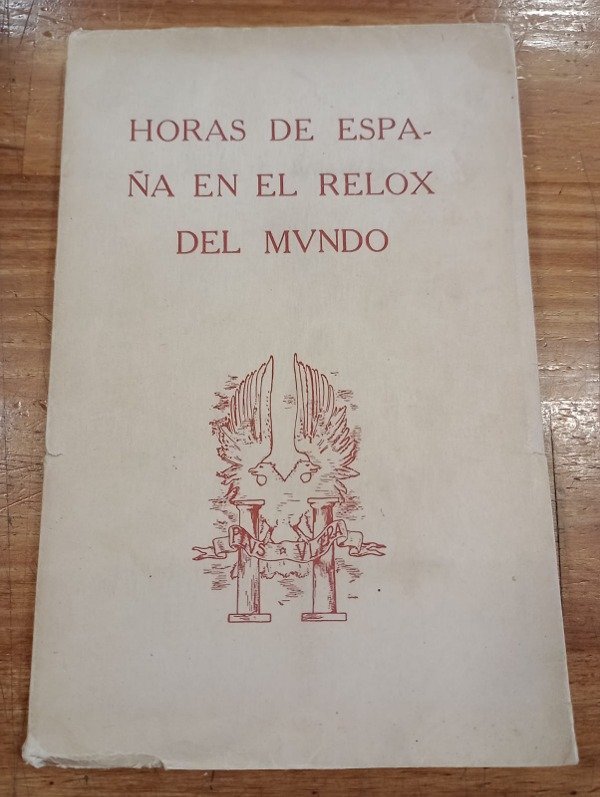 HORAS DE ESPA-
ÑA EN EL RELOX
DEL MVNDO
PLVS ★ VLTRA